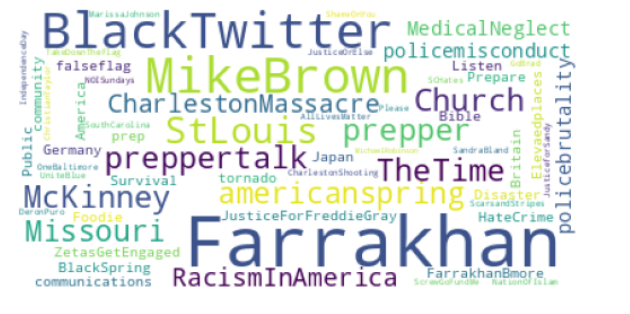 MarissaJohnson
ShameOnYou
BlackTwitter
MedicalNeglect
IndependenceDay
TakeDownTheFlag
JusticeOrElse
policemisconduct
falseflag
NOISundays
MikeBrown
Listen
GoBred
SCHates
Prepare
community
ChristianTaylor
America
CharlestonMassacre
Please
Church
Elevaedplaces
policebrutality
SouthCarolina
StLouis
AllLivesMatter
prepper
Bible
Public
prep
Germany
preppertalk
MichaelRobinson
Japan
SandraBland
Britain
JusticeforSandy
OneBaltimore
UniteBlue
Survival
tornado
CharlestonShooting
TheTime
McKinney
americanspring
Disaster
ScarsandStripes
DeronPuro
Foodie
JusticeForFreddieGray
HateCrime
Missouri
Farrakhan
ZetasGetEngaged
BlackSpring
communications
RacismInAmerica
FarrakhanBmore
ScrewGoFundMe
NationOfIslam